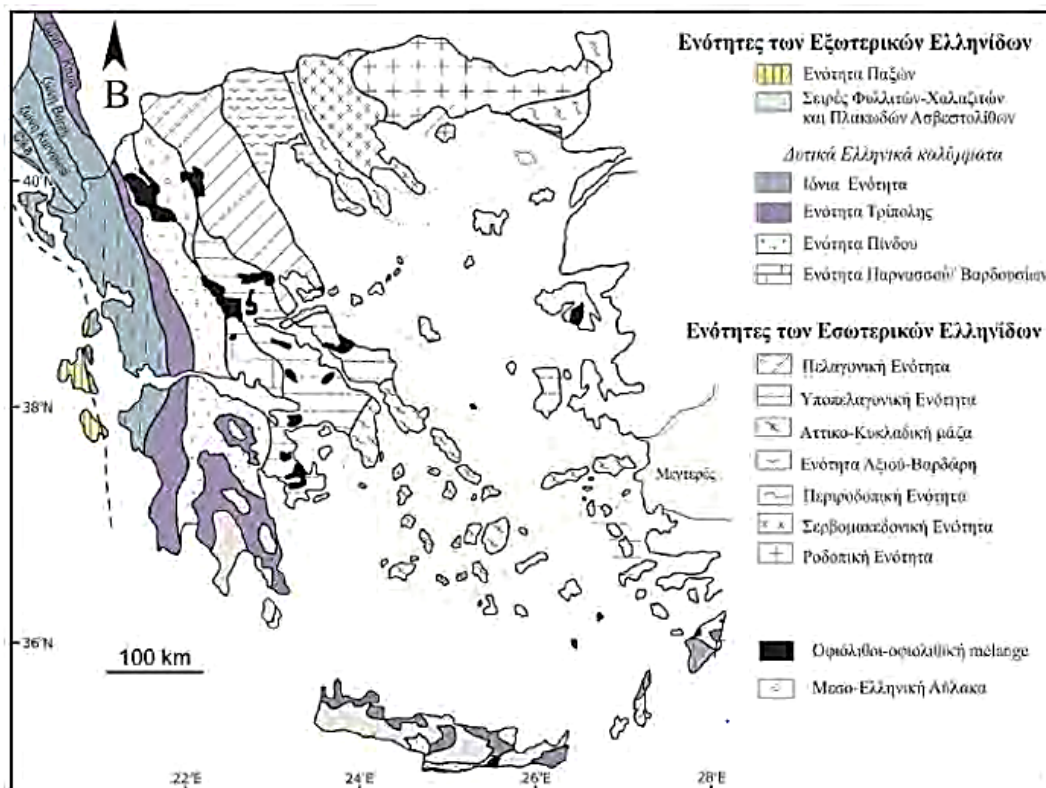 B
Ενότητες των Εξωτερικών Ελληνίδων
Ενότητα Παξών
Σειρές Φυλλιτών-Χαλαζιτών
και Πλακωδών Ασβεστολίθων
Δυτικά Ελληνικά καλύμματα
Ιόνια Ενότητα
Ενότητα Τρίπολης
Ενότητα Πίνδου
Ενότητα Παρνασσού/ Βαρδουσίων
Ενότητες των Εσωτερικών Ελληνίδων
Πελαγονική Ενότητα
Υποπελαγονική Ενότητα
Αττικο-Κυκλαδική μάζα
Ενότητα Αξιού-Βαρδάρη
Περιροδοπική Ενότητα
Σερβομακεδονική Ενότητα
Ροδοπική Ενότητα
Οφιόλιθοι-οφιολιθική mélange
Μεσο-Ελληνική Αύλακα
40°N
38°N
36°N
100 km
22°E
24°E
26°E
28°E